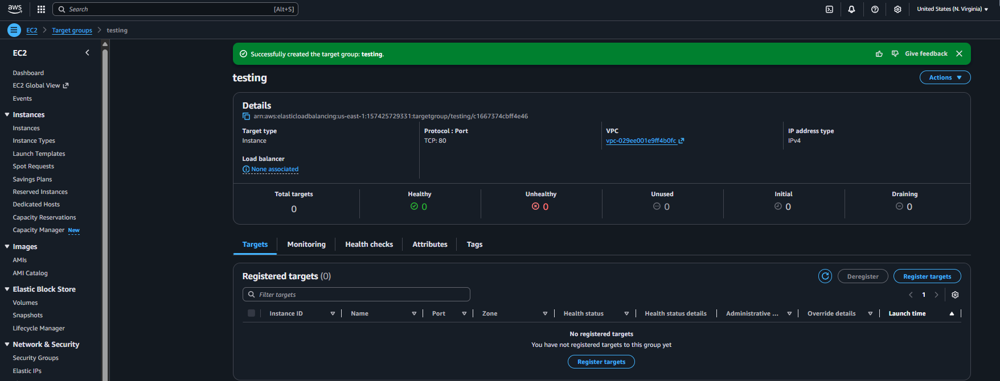 aws
Search [Alt+S]
United States (N. Virginia)
EC2 Target groups testing
EC2
Dashboard
EC2 Global View
Events
Instances
Instances
Instance Types
Launch Templates
Spot Requests
Savings Plans
Reserved Instances
Dedicated Hosts
Capacity Reservations
Capacity Manager New
Images
AMIs
AMI Catalog
Elastic Block Store
Volumes
Snapshots
Lifecycle Manager
Network & Security
Security Groups
Elastic IPs
Successfully created the target group: testing.
Give feedback
testing
Actions
Details
arn:aws:elasticloadbalancing:us-east-1:157425729331:targetgroup/testing/c1667374cbff4e46
Target type
Instance
Protocol : Port
TCP: 80
VPC
vpc-029ee001e9ff4b0fc
IP address type
IPv4
Load balancer
None associated
Total targets
0
Healthy
0
Unhealthy
0
Unused
0
Initial
0
Draining
0
Targets Monitoring Health checks Attributes Tags
Registered targets (0)
Deregister Register targets
Filter targets
1
Instance ID Name Port Zone Health status Health status details Administrative ... Override details Launch time
No registered targets
You have not registered targets to this group yet
Register targets